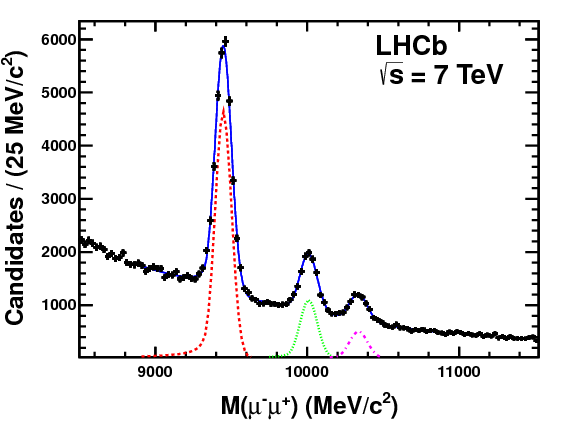 LHCb
√s = 7 TeV
Candidates / (25 MeV/c²)
6000
5000
4000
3000
2000
1000
9000 10000 11000
M(μ⁻μ⁺) (MeV/c²)